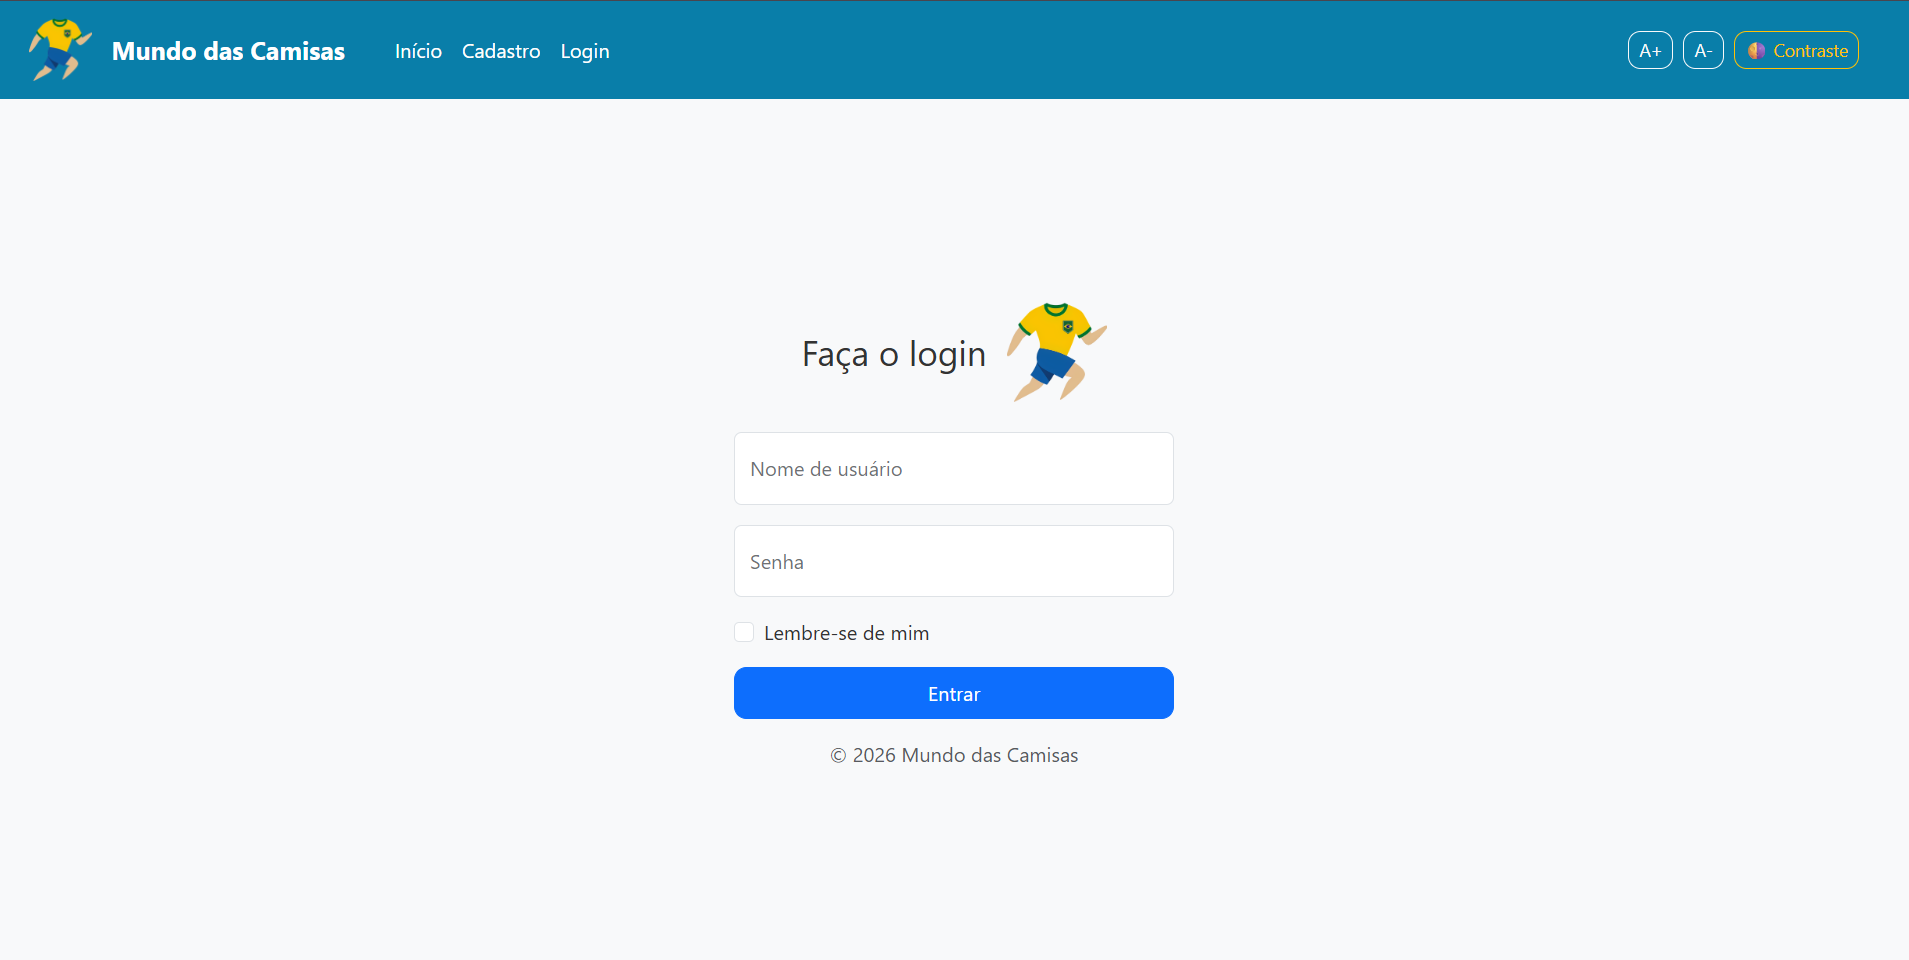 Mundo das Camisas Início Cadastro Login A+ A- Contraste
Faça o login
Nome de usuário
Senha
Lembre-se de mim
Entrar
© 2026 Mundo das Camisas